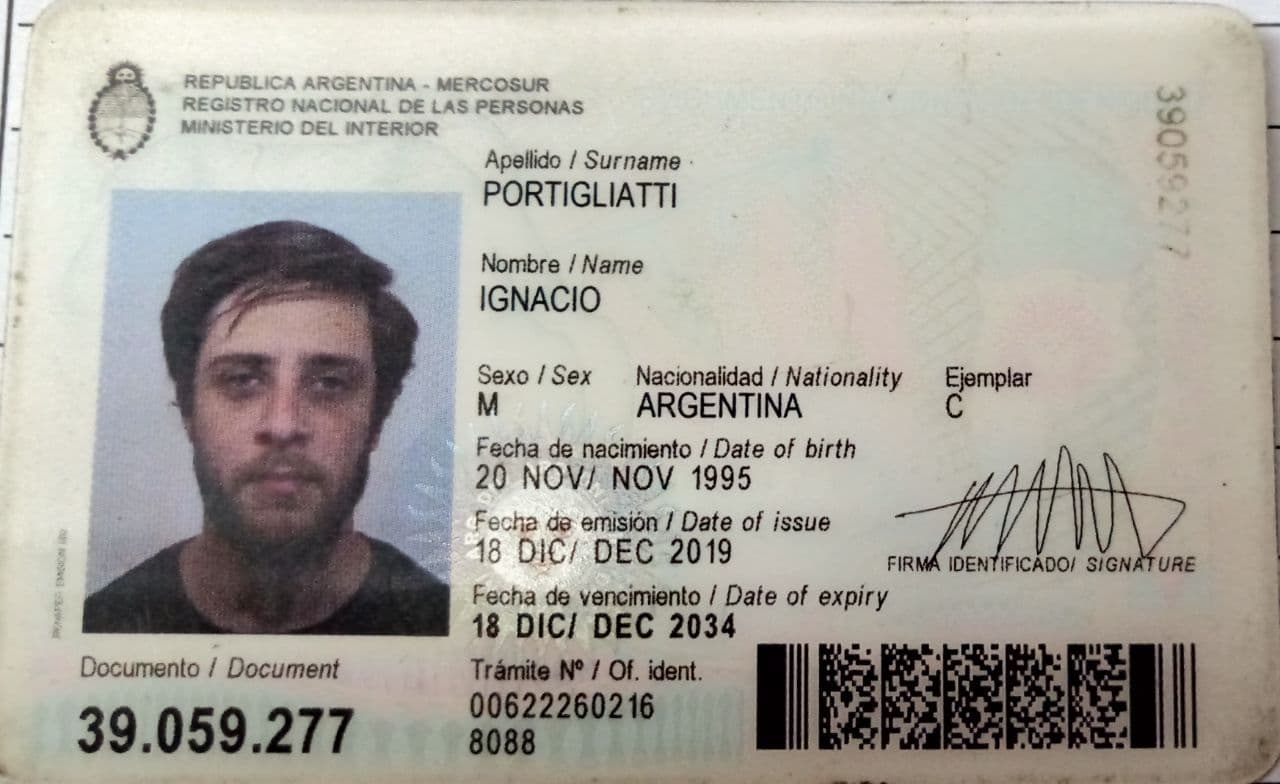 REPUBLICA ARGENTINA - MERCOSUR
REGISTRO NACIONAL DE LAS PERSONAS
MINISTERIO DEL INTERIOR
39059277
Apellido / Surname
PORTIGLIATTI
Nombre / Name
IGNACIO
Sexo / Sex Nacionalidad / Nationality Ejemplar
M ARGENTINA C
Fecha de nacimiento / Date of birth
20 NOV/ NOV 1995
Fecha de emisión / Date of issue
18 DIC/ DEC 2019
FIRMA IDENTIFICADO/ SIGNATURE
Fecha de vencimiento / Date of expiry
18 DIC/ DEC 2034
Documento / Document
39.059.277
Trámite Nº / Of. ident.
00622260216
8088